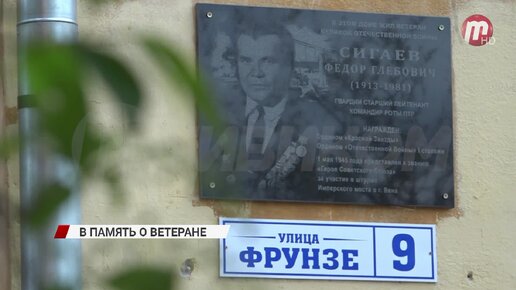 В ЭТОМ ДОМЕ ЖИЛ ВЕТЕРАН
ВЕЛИКОЙ ОТЕЧЕСТВЕННОЙ ВОЙНЫ
СИГАЕВ
ФЕДОР ГЛЕБОВИЧ
(1913-1981)
ГВАРДИИ СТАРШИЙ ЛЕЙТЕНАНТ
КОМАНДИР РОТЫ ПТР
НАГРАЖДЕН:
Орденом «Красной Звезды»
Орденом «Отечественной Войны» I степени
1 мая 1945 представлен к званию
«Героя Советского Союза»
за участие в штурме
Имперского моста в г. Вена
УЛИЦА
ФРУНЗЕ 9
В ПАМЯТЬ О ВЕТЕРАНЕ
HD